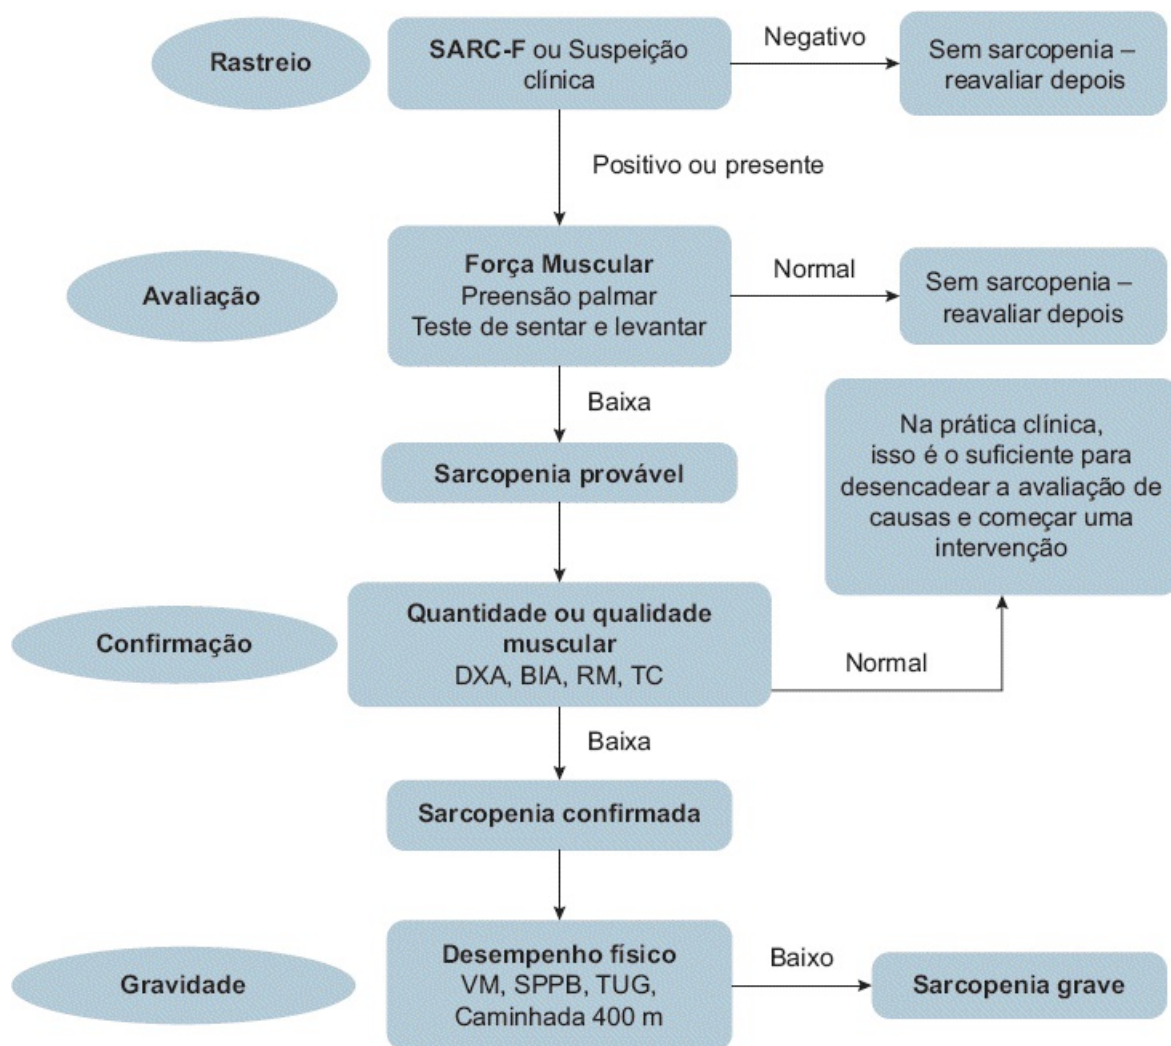 Rastreio
SARC-F ou Suspeição
clínica
Negativo
Sem sarcopenia –
reavaliar depois
Positivo ou presente
Avaliação
Força Muscular
Preensão palmar
Teste de sentar e levantar
Normal
Sem sarcopenia –
reavaliar depois
Baixa
Sarcopenia provável
Na prática clínica,
isso é o suficiente para
desencadear a avaliação de
causas e começar uma
intervenção
Confirmação
Quantidade ou qualidade
muscular
DXA, BIA, RM, TC
Normal
Baixa
Sarcopenia confirmada
Gravidade
Desempenho físico
VM, SPPB, TUG,
Caminhada 400 m
Baixo
Sarcopenia grave